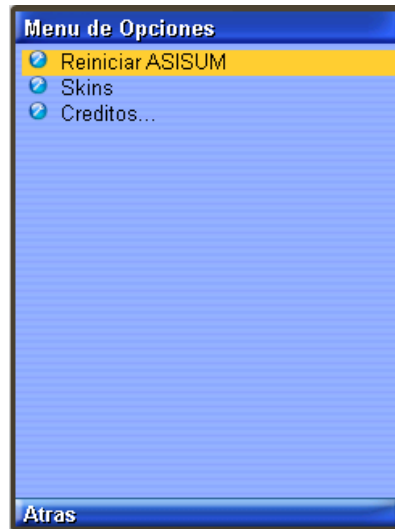 Menu de Opciones
Reiniciar ASISUM
Skins
Creditos...
Atras